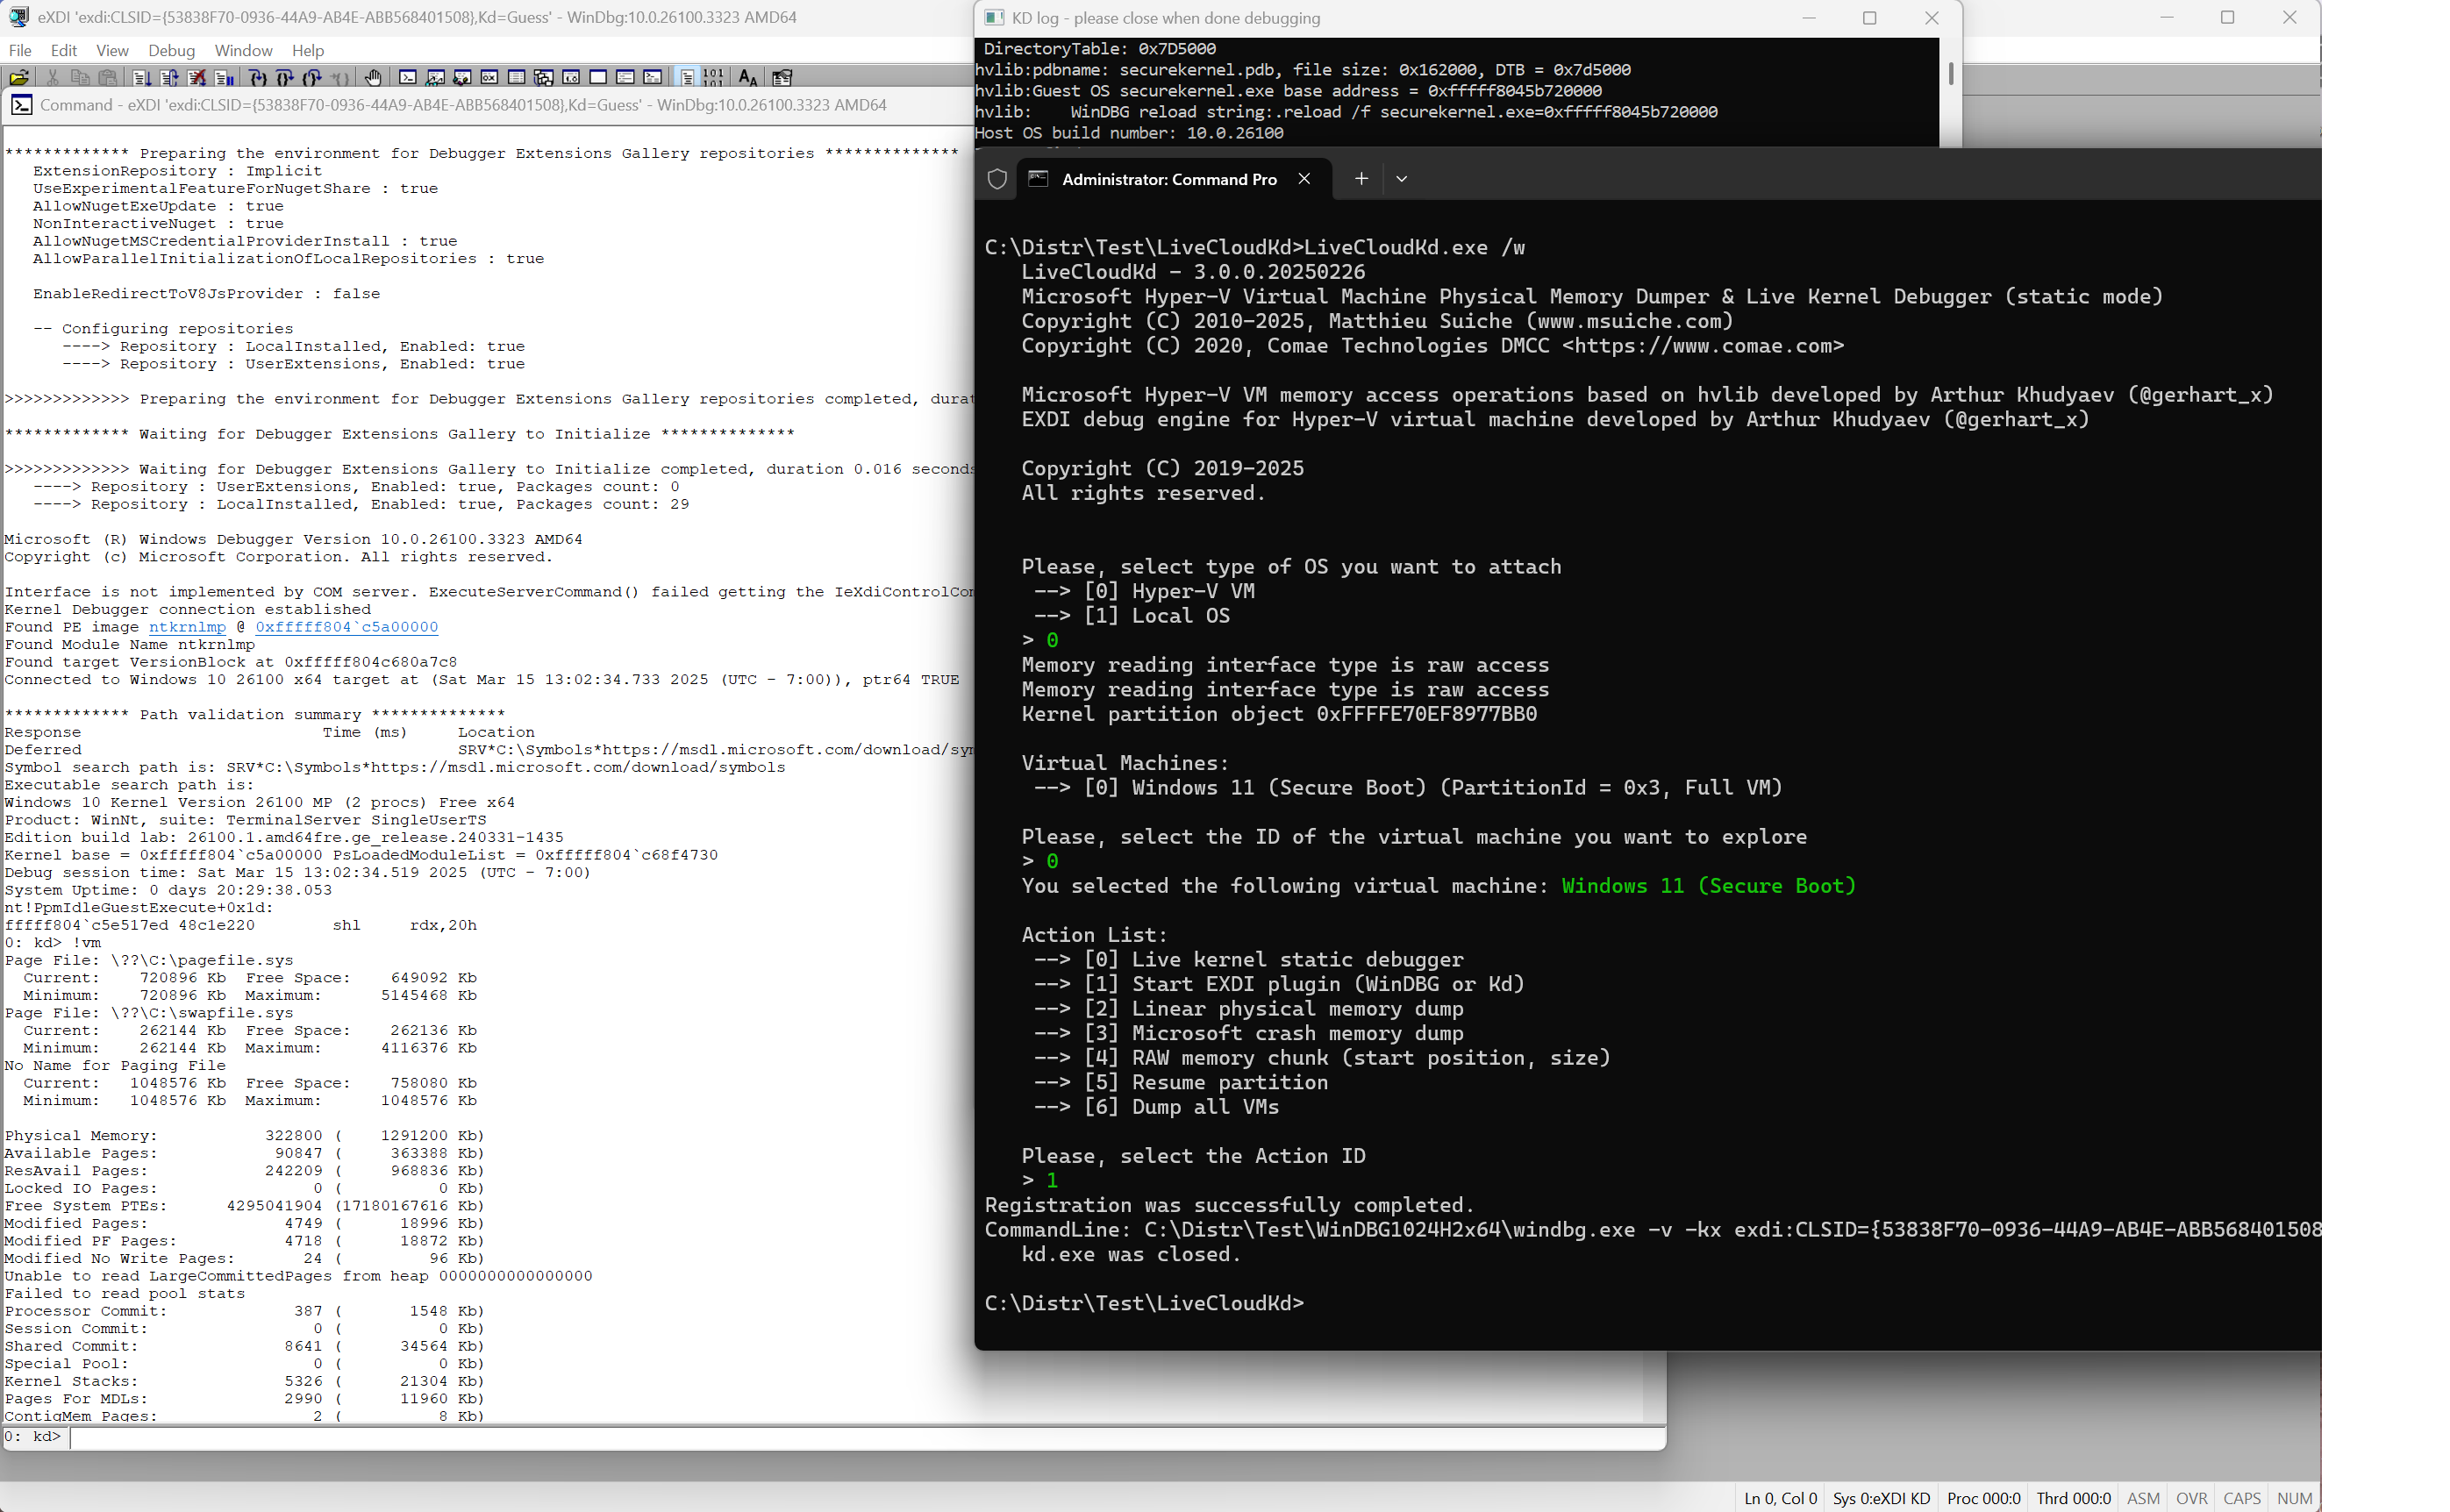 eXDI 'exdi:CLSID={53838F70-0936-44A9-AB4E-ABB568401508},Kd=Guess' - WinDbg:10.0.26100.3323 AMD64
File Edit View Debug Window Help
Command - eXDI 'exdi:CLSID={53838F70-0936-44A9-AB4E-ABB568401508},Kd=Guess' - WinDbg:10.0.26100.3323 AMD64
************* Preparing the environment for Debugger Extensions Gallery repositories **************
ExtensionRepository : Implicit
UseExperimentalFeatureForNugetShare : true
AllowNugetExeUpdate : true
NonInteractiveNuget : true
AllowNugetMSCredentialProviderInstall : true
AllowParallelInitializationOfLocalRepositories : true
EnableRedirectToV8JsProvider : false
-- Configuring repositories
----> Repository : LocalInstalled, Enabled: true
----> Repository : UserExtensions, Enabled: true
>>>>>>>>>>>>> Preparing the environment for Debugger Extensions Gallery repositories completed, durat
************* Waiting for Debugger Extensions Gallery to Initialize **************
>>>>>>>>>>>>> Waiting for Debugger Extensions Gallery to Initialize completed, duration 0.016 seconds
----> Repository : UserExtensions, Enabled: true, Packages count: 0
----> Repository : LocalInstalled, Enabled: true, Packages count: 29
Microsoft (R) Windows Debugger Version 10.0.26100.3323 AMD64
Copyright (c) Microsoft Corporation. All rights reserved.
Interface is not implemented by COM server. ExecuteServerCommand() failed getting the IeXdiControlCom
Kernel Debugger connection established
Found PE image ntkrnlmp @ 0xfffff804`c5a00000
Found Module Name ntkrnlmp
Found target VersionBlock at 0xfffff804c680a7c8
Connected to Windows 10 26100 x64 target at (Sat Mar 15 13:02:34.733 2025 (UTC - 7:00)), ptr64 TRUE
************* Path validation summary **************
Response Time (ms) Location
Deferred SRV*C:\Symbols*https://msdl.microsoft.com/download/sym
Symbol search path is: SRV*C:\Symbols*https://msdl.microsoft.com/download/symbols
Executable search path is:
Windows 10 Kernel Version 26100 MP (2 procs) Free x64
Product: WinNt, suite: TerminalServer SingleUserTS
Edition build lab: 26100.1.amd64fre.ge_release.240331-1435
Kernel base = 0xfffff804`c5a00000 PsLoadedModuleList = 0xfffff804`c68f4730
Debug session time: Sat Mar 15 13:02:34.519 2025 (UTC - 7:00)
System Uptime: 0 days 20:29:38.053
nt!PpmIdleGuestExecute+0x1d:
fffff804`c5e517ed 48c1e220 shl rdx,20h
0: kd> !vm
Page File: \??\C:\pagefile.sys
Current: 720896 Kb Free Space: 649092 Kb
Minimum: 720896 Kb Maximum: 5145468 Kb
Page File: \??\C:\swapfile.sys
Current: 262144 Kb Free Space: 262136 Kb
Minimum: 262144 Kb Maximum: 4116376 Kb
No Name for Paging File
Current: 1048576 Kb Free Space: 758080 Kb
Minimum: 1048576 Kb Maximum: 1048576 Kb
Physical Memory: 322800 ( 1291200 Kb)
Available Pages: 90847 ( 363388 Kb)
ResAvail Pages: 242209 ( 968836 Kb)
Locked IO Pages: 0 ( 0 Kb)
Free System PTEs: 4295041904 (17180167616 Kb)
Modified Pages: 4749 ( 18996 Kb)
Modified PF Pages: 4718 ( 18872 Kb)
Modified No Write Pages: 24 ( 96 Kb)
Unable to read LargeCommittedPages from heap 0000000000000000
Failed to read pool stats
Processor Commit: 387 ( 1548 Kb)
Session Commit: 0 ( 0 Kb)
Shared Commit: 8641 ( 34564 Kb)
Special Pool: 0 ( 0 Kb)
Kernel Stacks: 5326 ( 21304 Kb)
Pages For MDLs: 2990 ( 11960 Kb)
ContigMem Pages: 2 ( 8 Kb)
0: kd>
KD log - please close when done debugging
DirectoryTable: 0x7D5000
hvlib:pdbname: securekernel.pdb, file size: 0x162000, DTB = 0x7d5000
hvlib:Guest OS securekernel.exe base address = 0xfffff8045b720000
hvlib: WinDBG reload string:.reload /f securekernel.exe=0xfffff8045b720000
Host OS build number: 10.0.26100
Administrator: Command Pro
C:\Distr\Test\LiveCloudKd>LiveCloudKd.exe /w
LiveCloudKd - 3.0.0.20250226
Microsoft Hyper-V Virtual Machine Physical Memory Dumper & Live Kernel Debugger (static mode)
Copyright (C) 2010-2025, Matthieu Suiche (www.msuiche.com)
Copyright (C) 2020, Comae Technologies DMCC <https://www.comae.com>
Microsoft Hyper-V VM memory access operations based on hvlib developed by Arthur Khudyaev (@gerhart_x)
EXDI debug engine for Hyper-V virtual machine developed by Arthur Khudyaev (@gerhart_x)
Copyright (C) 2019-2025
All rights reserved.
Please, select type of OS you want to attach
--> [0] Hyper-V VM
--> [1] Local OS
> 0
Memory reading interface type is raw access
Memory reading interface type is raw access
Kernel partition object 0xFFFFE70EF8977BB0
Virtual Machines:
--> [0] Windows 11 (Secure Boot) (PartitionId = 0x3, Full VM)
Please, select the ID of the virtual machine you want to explore
> 0
You selected the following virtual machine: Windows 11 (Secure Boot)
Action List:
--> [0] Live kernel static debugger
--> [1] Start EXDI plugin (WinDBG or Kd)
--> [2] Linear physical memory dump
--> [3] Microsoft crash memory dump
--> [4] RAW memory chunk (start position, size)
--> [5] Resume partition
--> [6] Dump all VMs
Please, select the Action ID
> 1
Registration was successfully completed.
CommandLine: C:\Distr\Test\WinDBG1024H2x64\windbg.exe -v -kx exdi:CLSID={53838F70-0936-44A9-AB4E-ABB568401508
kd.exe was closed.
C:\Distr\Test\LiveCloudKd>
Ln 0, Col 0 Sys 0:eXDI KD Proc 000:0 Thrd 000:0 ASM OVR CAPS NUM